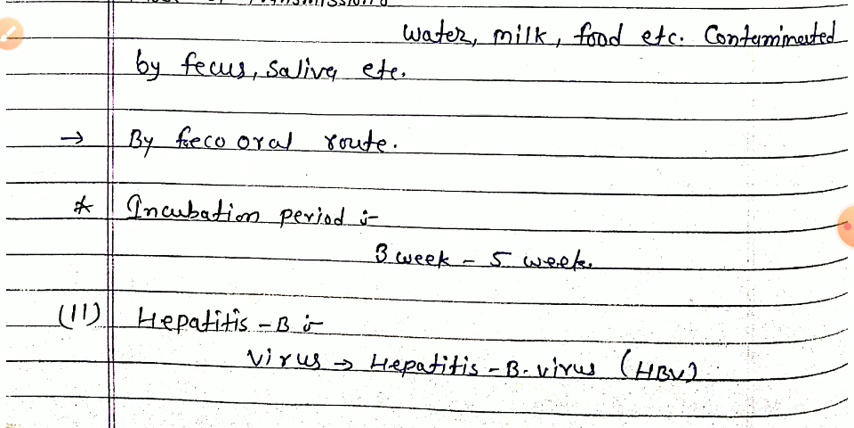 water, milk, food etc. Contaminated
by fecus, saliva etc.
→ By feco oral route.
* Incubation period :-
3 week - 5 week.
(II) Hepatitis - B :-
Virus → Hepatitis - B. virus (HBV)